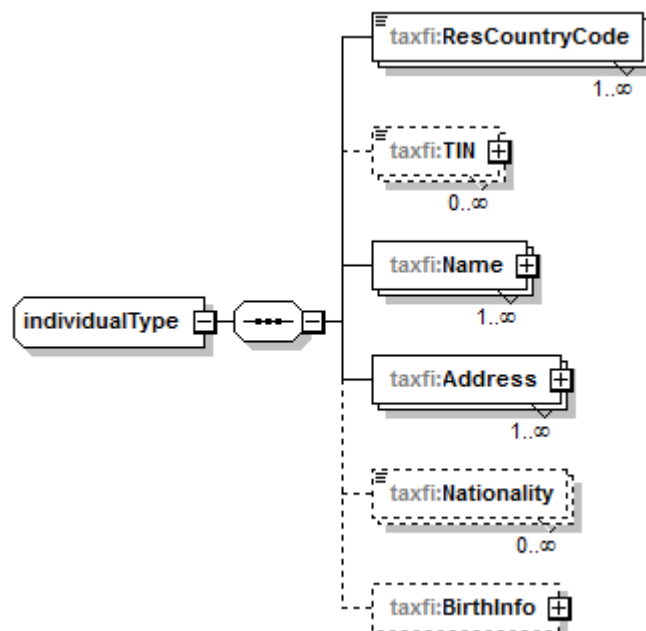 taxfi:ResCountryCode
1..∞
taxfi:TIN
0..∞
taxfi:Name
1..∞
individualType
taxfi:Address
1..∞
taxfi:Nationality
0..∞
taxfi:BirthInfo